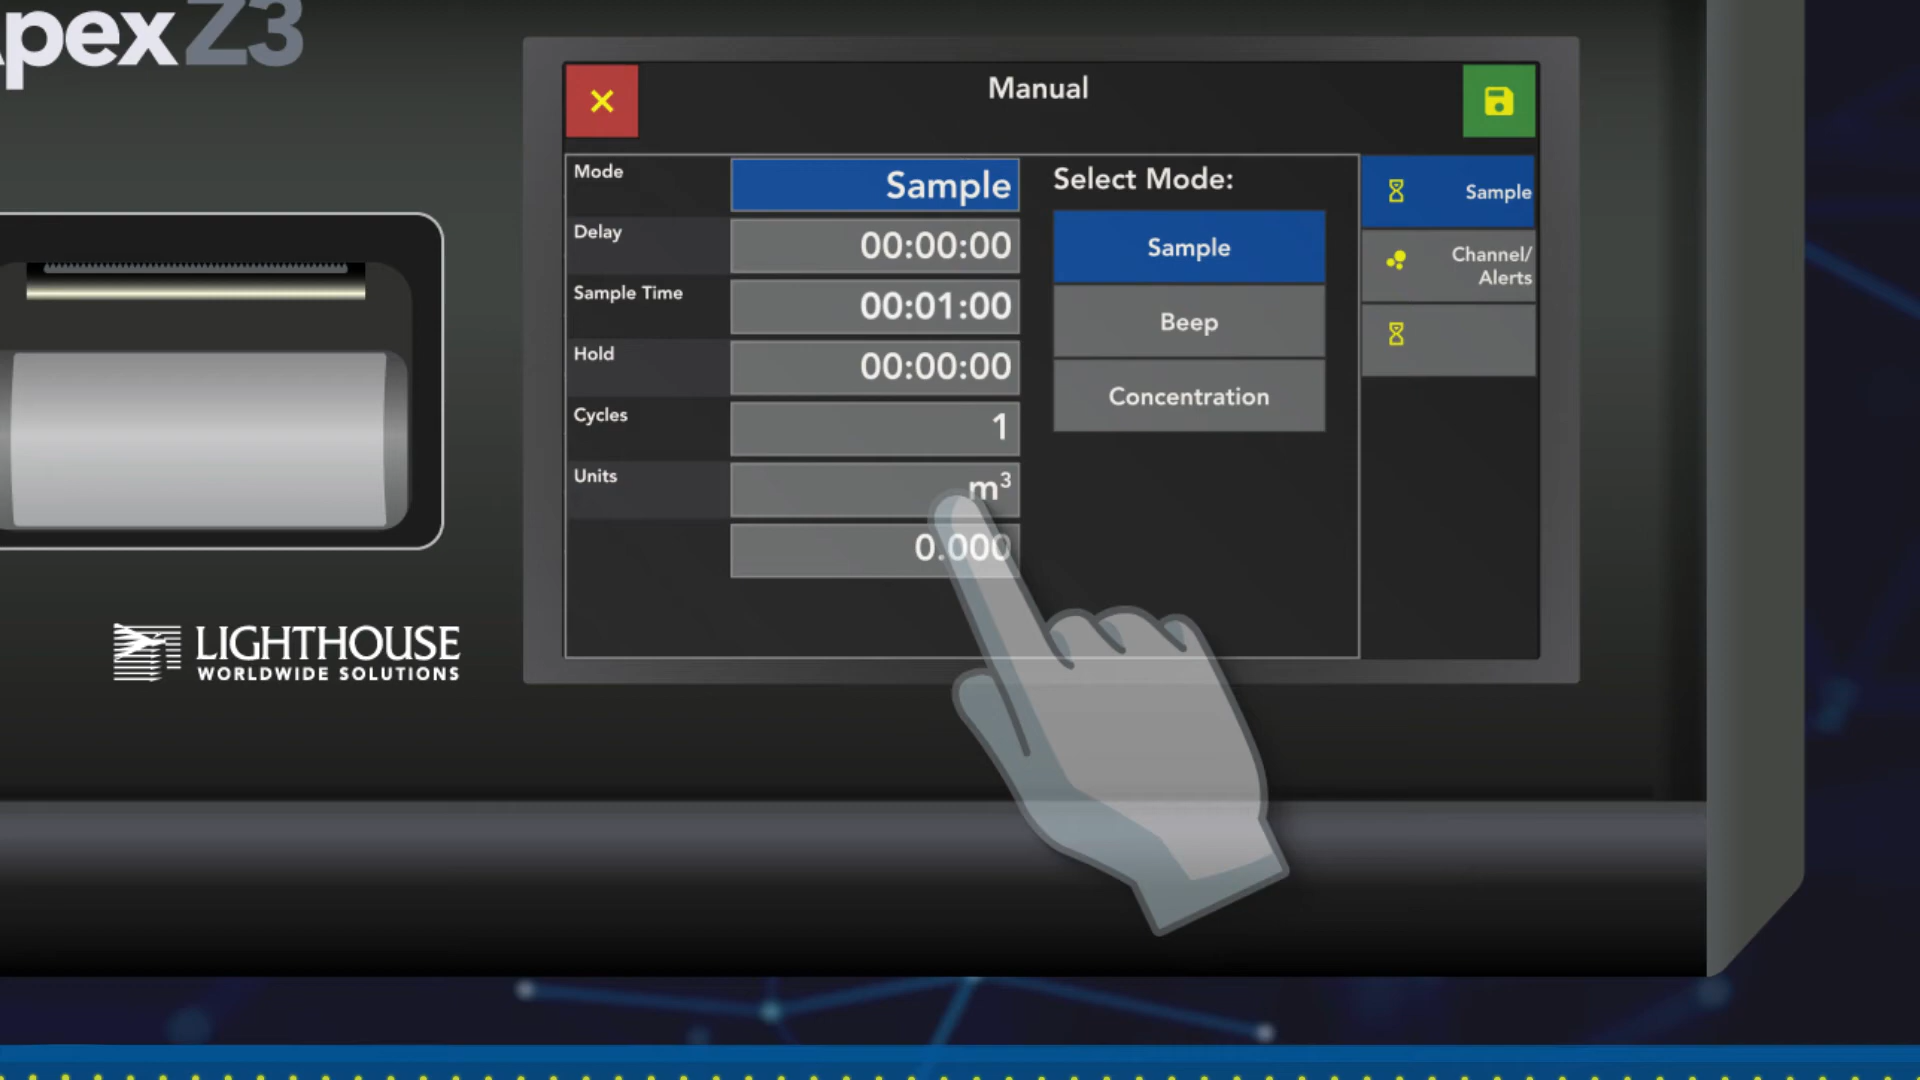 Apex Z3
Manual
Mode
Sample
Delay
00:00:00
Sample Time
00:01:00
Hold
00:00:00
Cycles
1
Units
m³
0.000
Select Mode:
Sample
Beep
Concentration
Sample
Channel/
Alerts
LIGHTHOUSE
WORLDWIDE SOLUTIONS